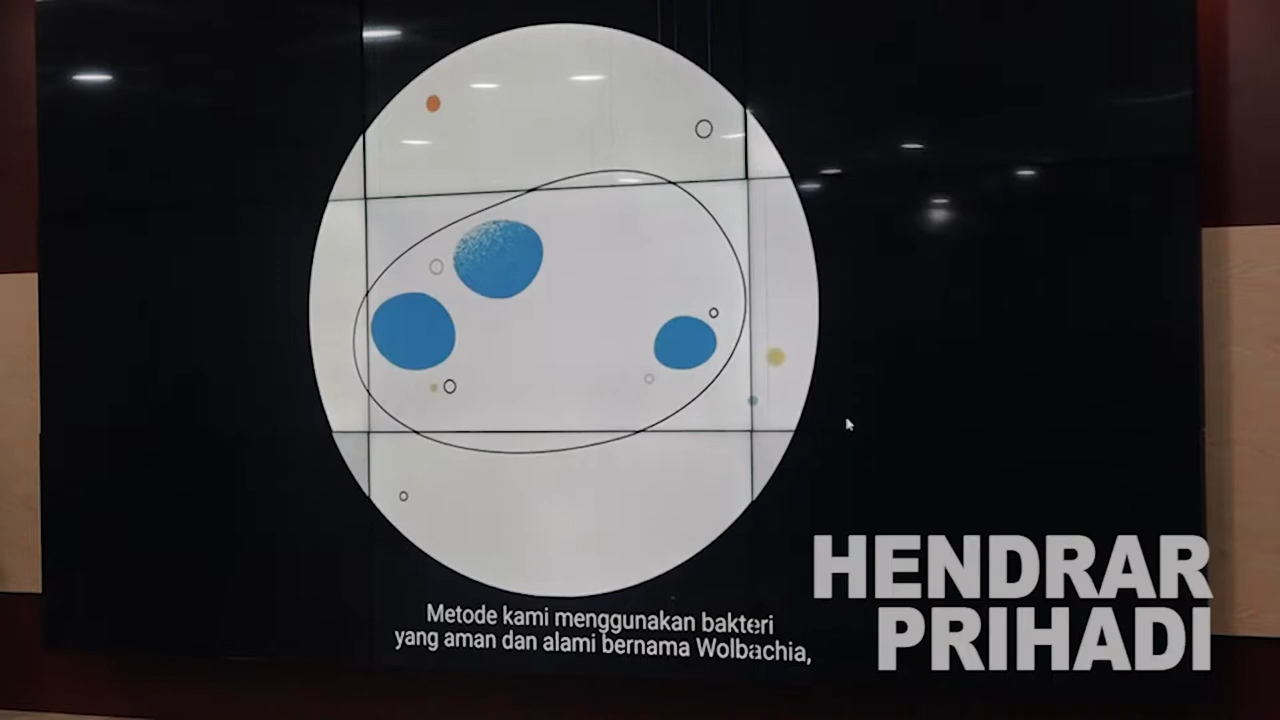 Metode kami menggunakan bakteri
yang aman dan alami bernama Wolbachia,
HENDRAR
PRIHADI